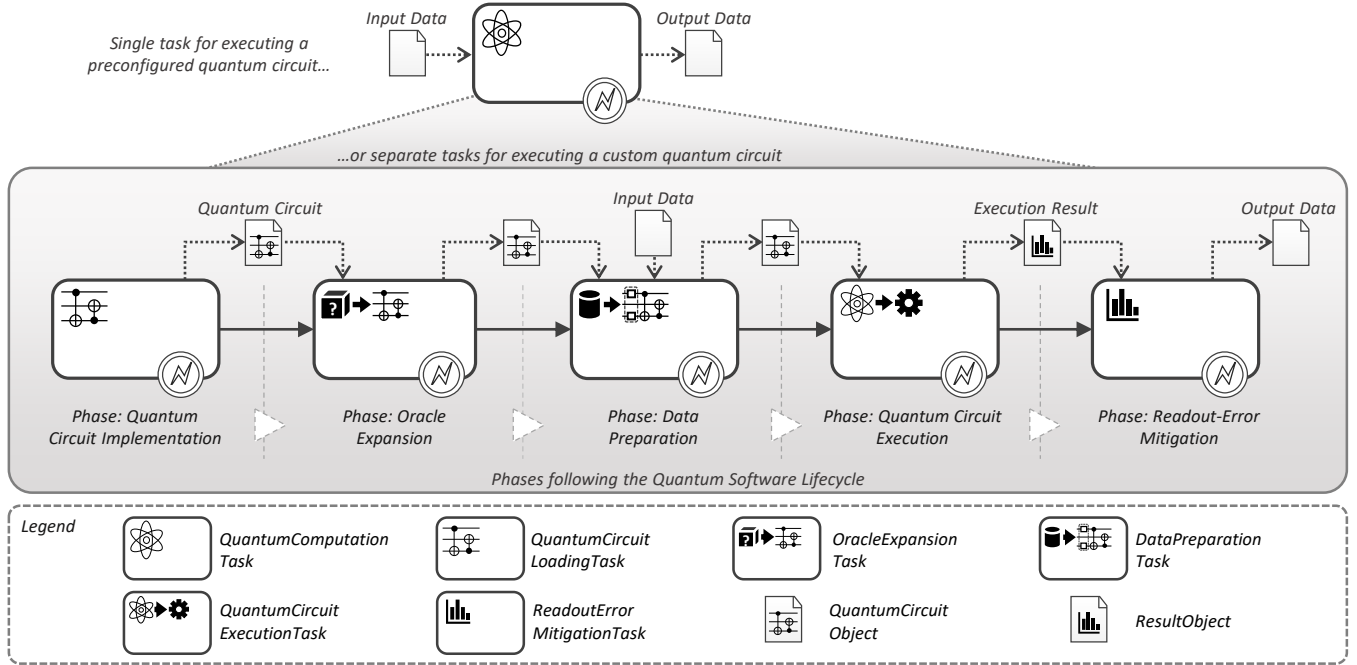 Input Data
Output Data
Single task for executing a
preconfigured quantum circuit...
...or separate tasks for executing a custom quantum circuit
Quantum Circuit
Input Data
Execution Result
Output Data
?
Phase: Quantum
Circuit Implementation
Phase: Oracle
Expansion
Phase: Data
Preparation
Phase: Quantum Circuit
Execution
Phase: Readout-Error
Mitigation
Phases following the Quantum Software Lifecycle
Legend
QuantumComputation
Task
QuantumCircuit
LoadingTask
?
OracleExpansion
Task
DataPreparation
Task
QuantumCircuit
ExecutionTask
ReadoutError
MitigationTask
QuantumCircuit
Object
ResultObject